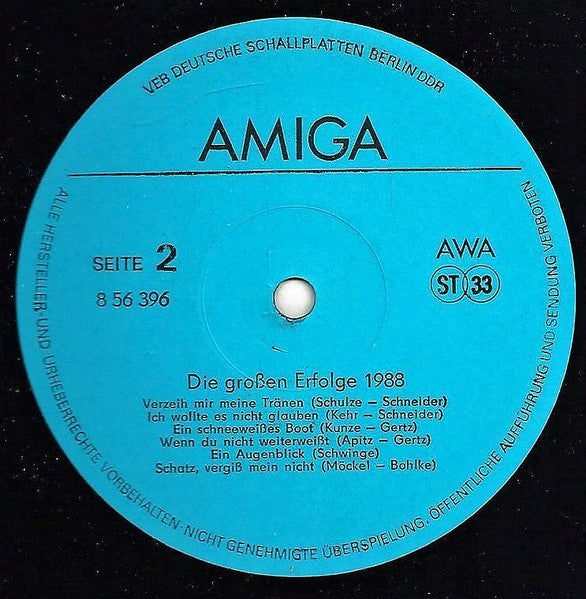 VEB DEUTSCHE SCHALLPLATTEN BERLIN DDR
AMIGA
SEITE 2
8 56 396
AWA
ST 33
Die großen Erfolge 1988
Verzeih mir meine Tränen (Schulze – Schneider)
Ich wollte es nicht glauben (Kehr – Schneider)
Ein schneeweißes Boot (Kunze – Gertz)
Wenn du nicht weiterweißt (Apitz – Gertz)
Ein Augenblick (Schwinge)
Schatz, vergiß mein nicht (Möckel – Bohlke)
ALLE HERSTELLER- UND URHEBERRECHTE VORBEHALTEN· NICHT GENEHMIGTE ÜBERSPIELUNG, ÖFFENTLICHE AUFFÜHRUNG UND SENDUNG VERBOTEN